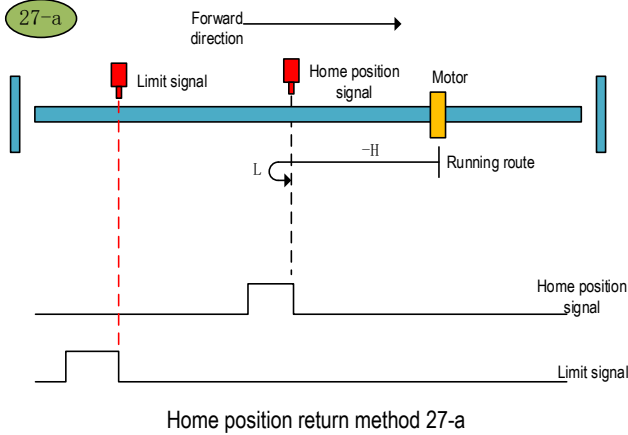 27-a
Forward
direction
Limit signal
Home position
signal
Motor
-H
L
Running route
Home position
signal
Limit signal
Home position return method 27-a